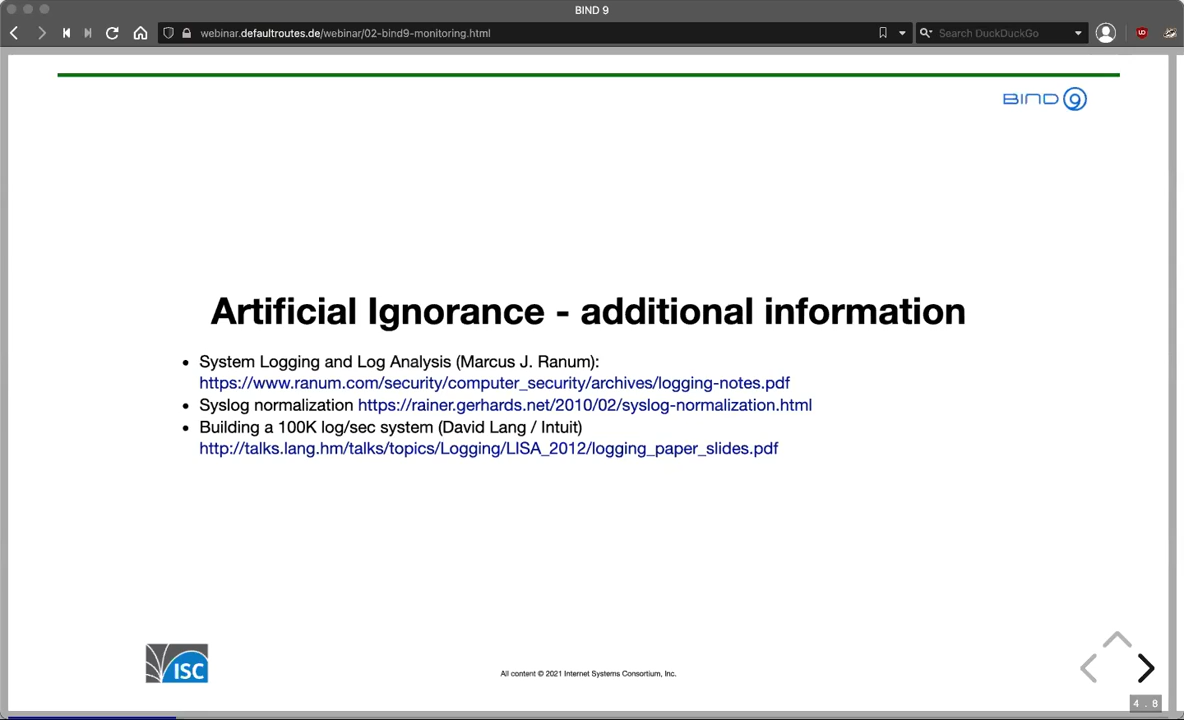 BIND 9
webinar.defaultroutes.de/webinar/02-bind9-monitoring.html
Search DuckDuckGo
BIND 9
Artificial Ignorance - additional information
• System Logging and Log Analysis (Marcus J. Ranum):
https://www.ranum.com/security/computer_security/archives/logging-notes.pdf
• Syslog normalization https://rainer.gerhards.net/2010/02/syslog-normalization.html
• Building a 100K log/sec system (David Lang / Intuit)
http://talks.lang.hm/talks/topics/Logging/LISA_2012/logging_paper_slides.pdf
ISC
All content © 2021 Internet Systems Consortium, Inc.
4 . 8